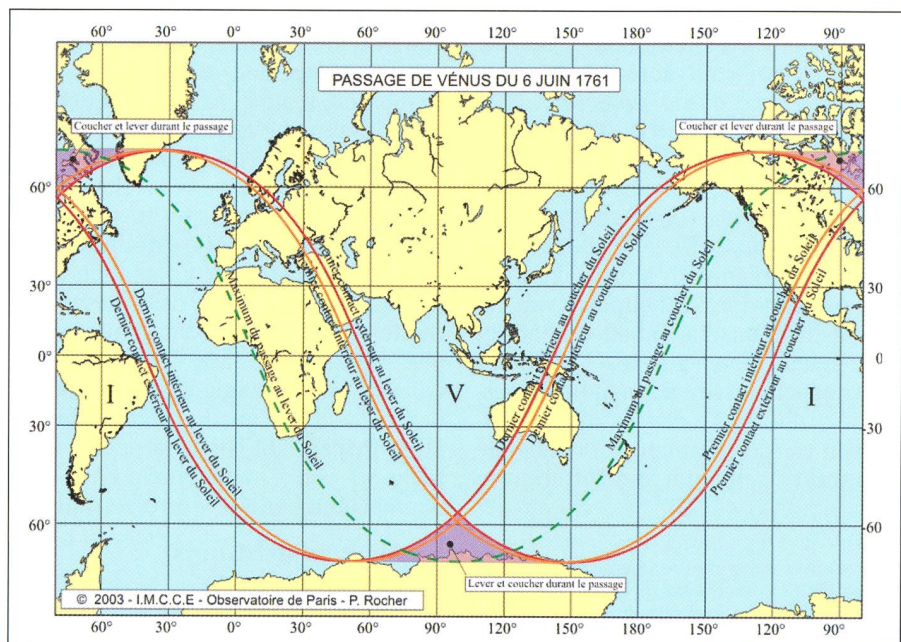 60° 30° 0° 30° 60° 90° 120° 150° 180° 150° 120° 90°
PASSAGE DE VÉNUS DU 6 JUIN 1761
Coucher et lever durant le passage
Coucher et lever durant le passage
60° 60
30° 30
0° 0
30° 30
60° 60
Dernier contact intérieur au lever du Soleil
Dernier contact extérieur au lever du Soleil
Maximum du passage au lever du Soleil
Premier contact extérieur au lever du Soleil
Premier contact intérieur au lever du Soleil
Dernier contact extérieur au coucher du Soleil
Dernier contact intérieur au coucher du Soleil
Maximum du passage au coucher du Soleil
Premier contact intérieur au coucher du Soleil
Premier contact extérieur au coucher du Soleil
I V I
Lever et coucher durant le passage
© 2003 - I.M.C.C.E - Observatoire de Paris - P. Rocher
60° 30° 0° 30° 60° 90° 120° 150° 180° 150° 120° 90°